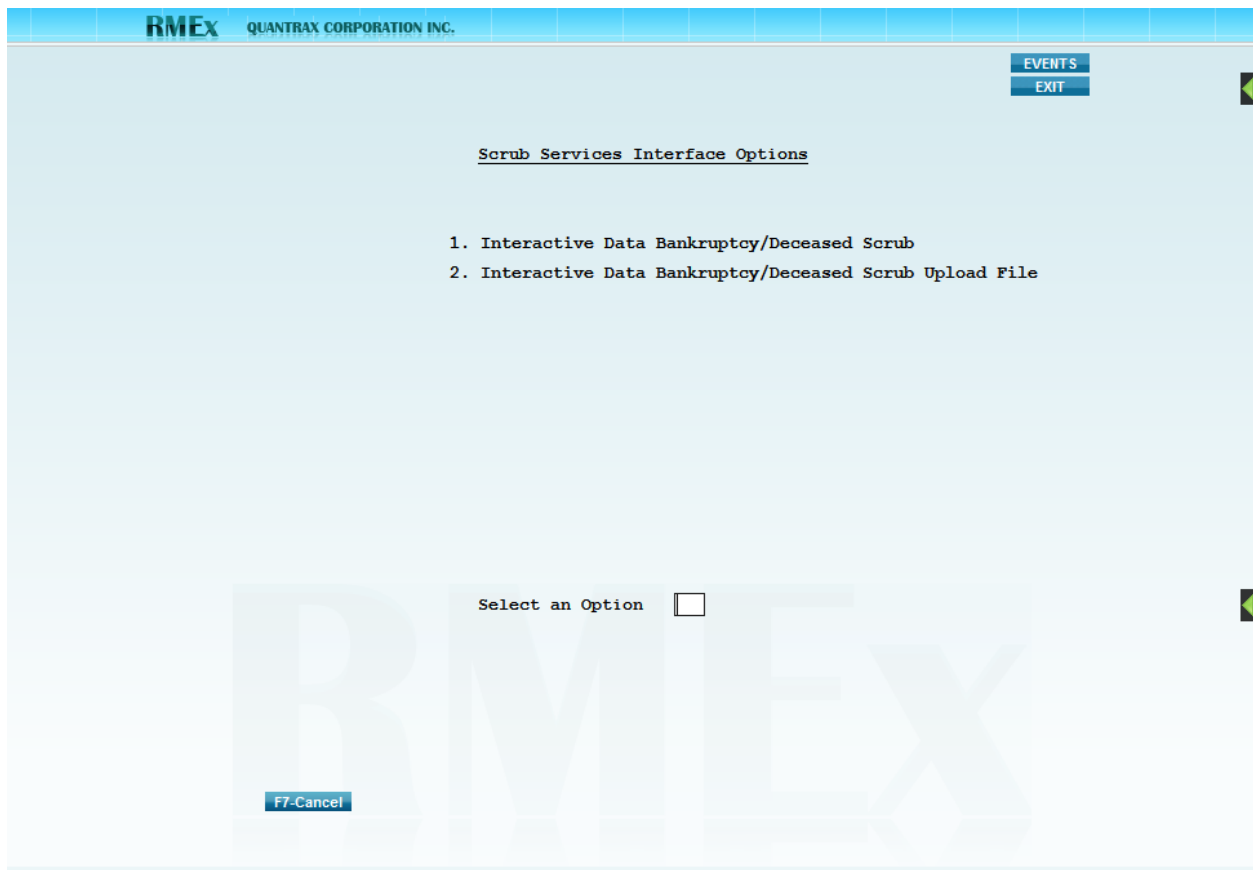 RMEx QUANTRAX CORPORATION INC.
EVENTS
EXIT
Scrub Services Interface Options
1. Interactive Data Bankruptcy/Deceased Scrub
2. Interactive Data Bankruptcy/Deceased Scrub Upload File
Select an Option
RMEx
F7-Cancel